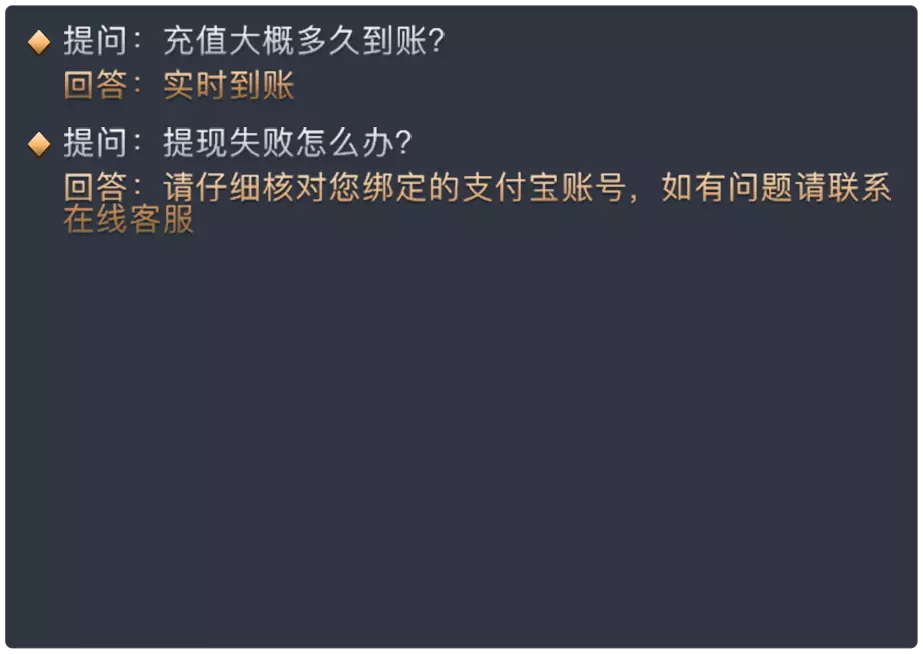 提问：充值大概多久到账?
回答：实时到账
提问：提现失败怎么办?
回答：请仔细核对您绑定的支付宝账号，如有问题请联系
在线客服